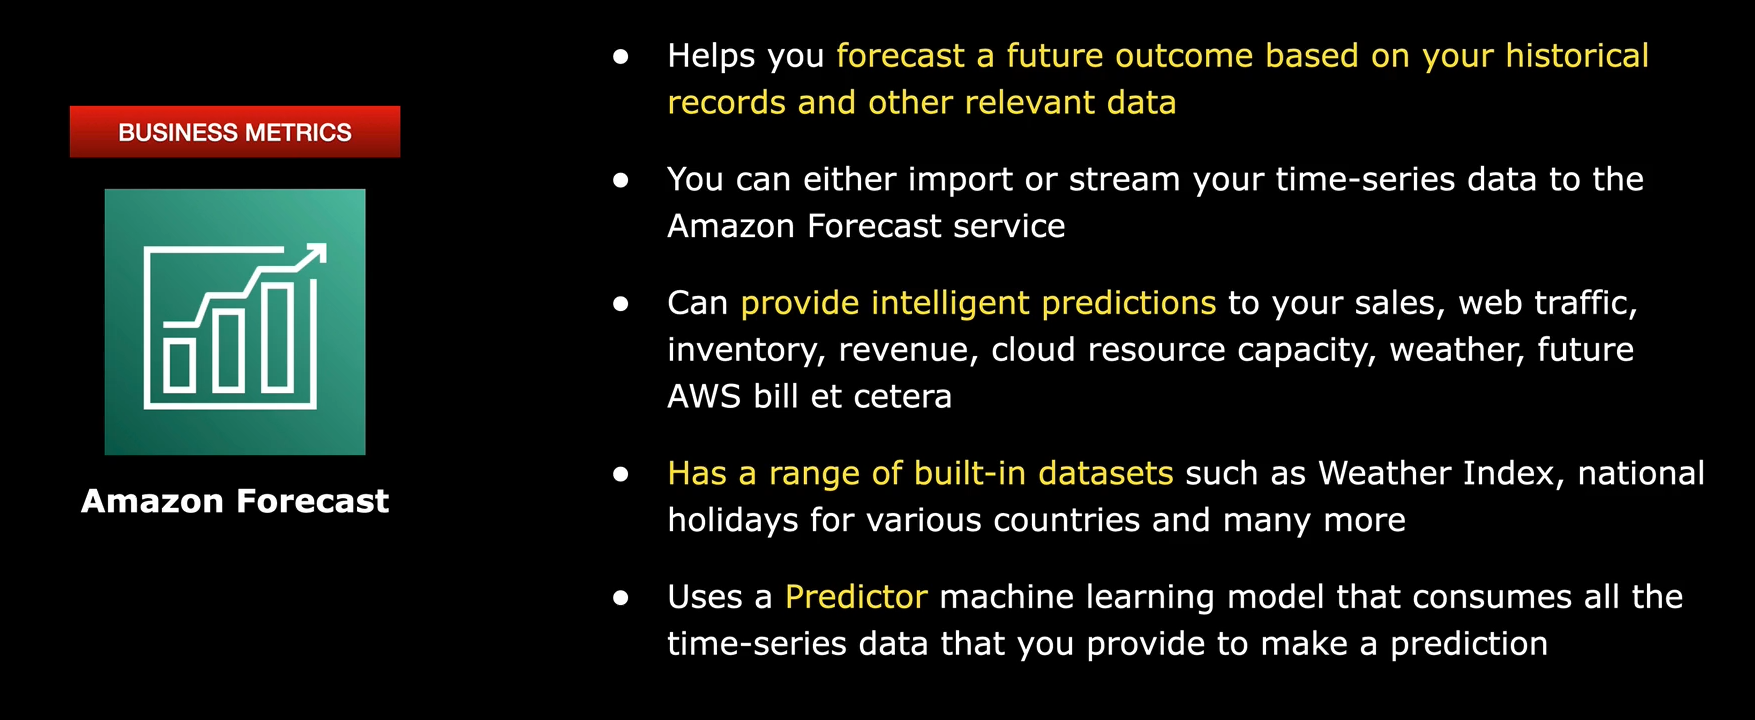 BUSINESS METRICS
Amazon Forecast
● Helps you forecast a future outcome based on your historical
records and other relevant data
● You can either import or stream your time-series data to the
Amazon Forecast service
● Can provide intelligent predictions to your sales, web traffic,
inventory, revenue, cloud resource capacity, weather, future
AWS bill et cetera
● Has a range of built-in datasets such as Weather Index, national
holidays for various countries and many more
● Uses a Predictor machine learning model that consumes all the
time-series data that you provide to make a prediction